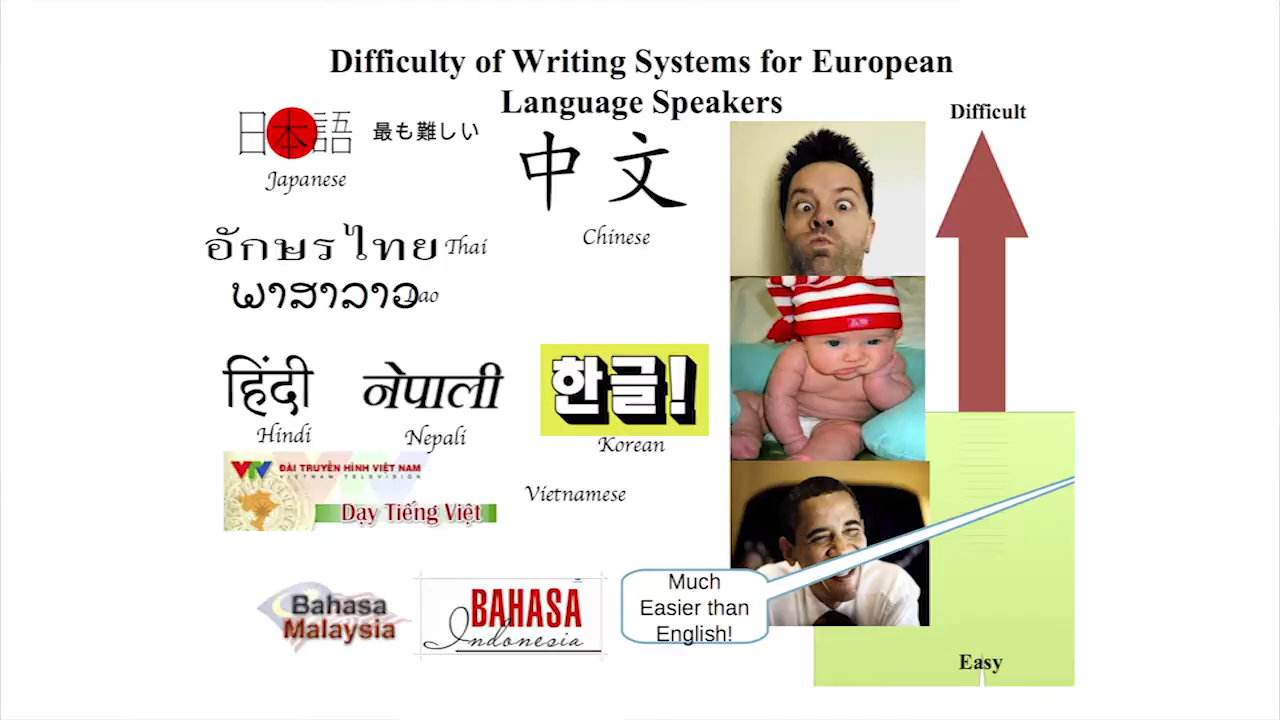 Difficulty of Writing Systems for European
Language Speakers
Difficult
日本語 最も難しい
Japanese
中文
Chinese
อักษรไทย Thai
ພາສາລາວ Lao
हिंदी
Hindi
नेपाली
Nepali
한글!
Korean
VTV ĐÀI TRUYỀN HÌNH VIỆT NAM
VIETNAM TELEVISION
Dạy Tiếng Việt
Vietnamese
Bahasa
Malaysia
BAHASA
Indonesia
Much
Easier than
English!
Easy